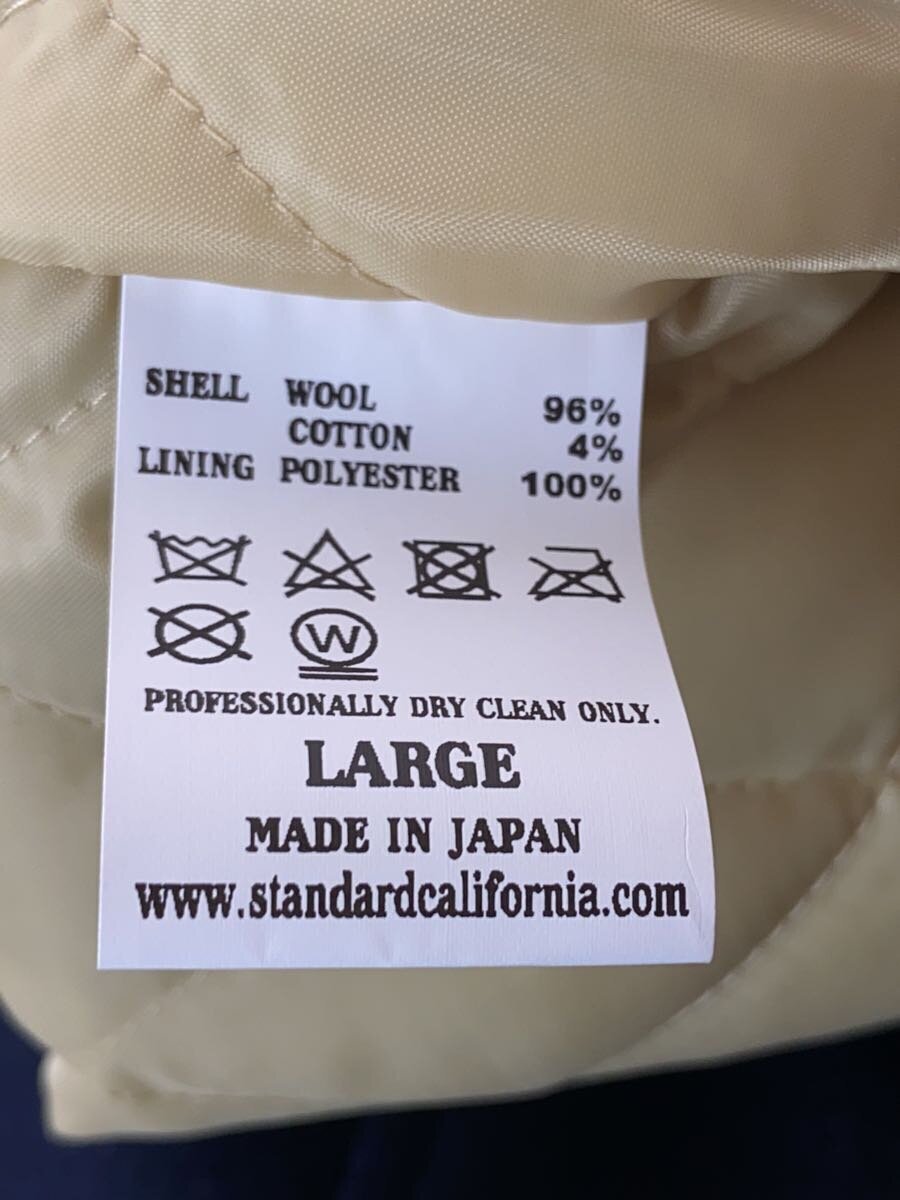 SHELL WOOL 96%
COTTON 4%
LINING POLYESTER 100%
W
PROFESSIONALLY DRY CLEAN ONLY.
LARGE
MADE IN JAPAN
www.standardcalifornia.com